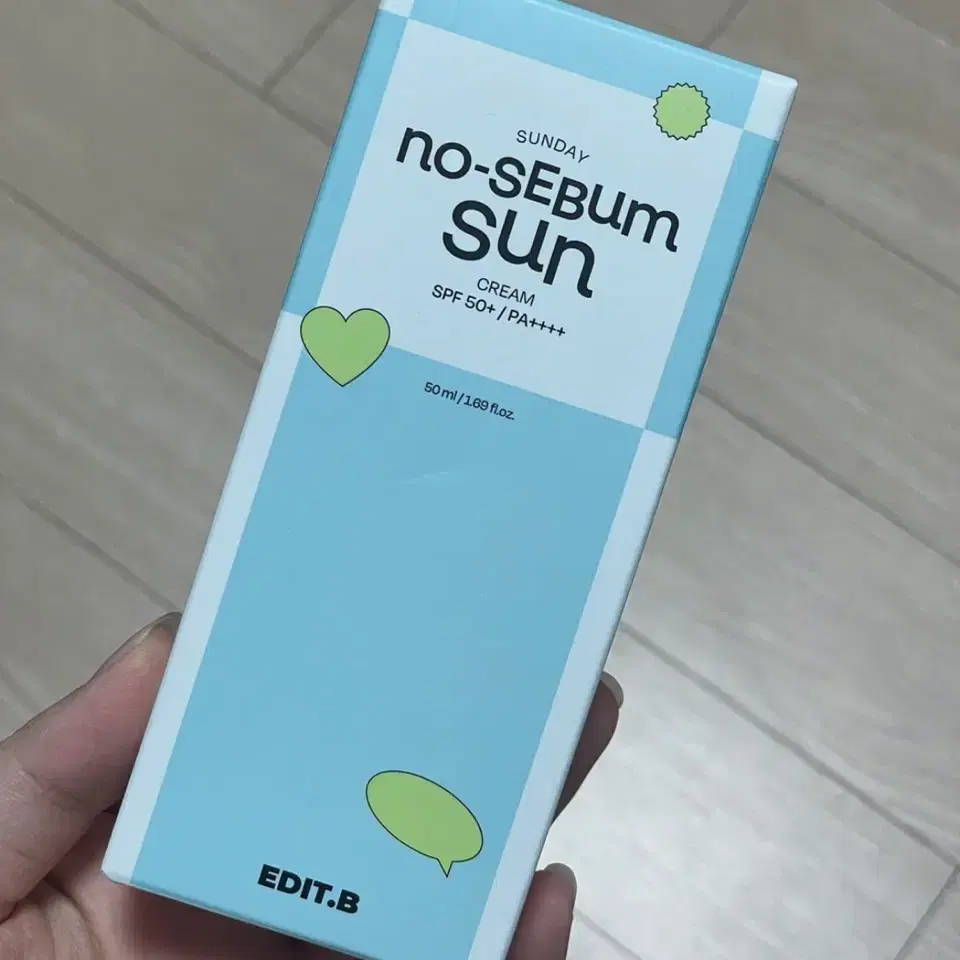 SUNDAY
no-SEBum
sun
CREAM
SPF 50+ / PA++++
50 ml / 1.69 fl.oz.
EDIT.B